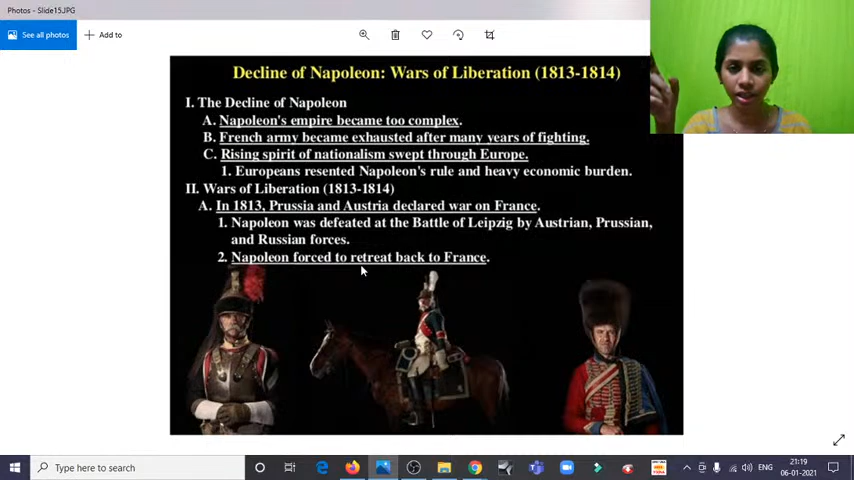 Photos - Slide15JPG
See all photos
Add to
Decline of Napoleon: Wars of Liberation (1813-1814)
I. The Decline of Napoleon
A. Napoleon's empire became too complex.
B. French army became exhausted after many years of fighting.
C. Rising spirit of nationalism swept through Europe.
1. Europeans resented Napoleon's rule and heavy economic burden.
II. Wars of Liberation (1813-1814)
A. In 1813, Prussia and Austria declared war on France.
1. Napoleon was defeated at the Battle of Leipzig by Austrian, Prussian,
and Russian forces.
2. Napoleon forced to retreat back to France.
Type here to search
ENG
21:19
06-01-2021